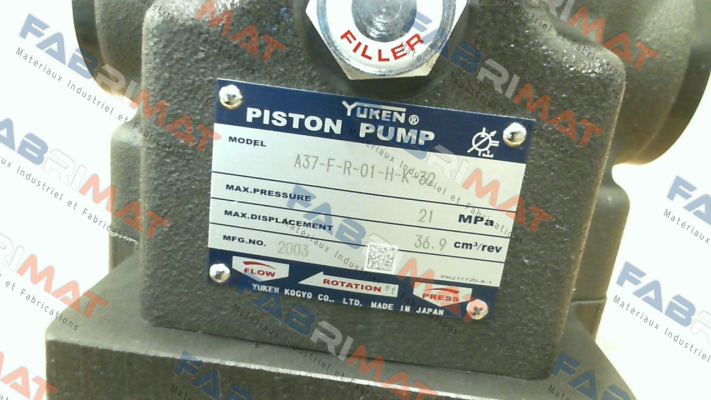 FILLER
YUKEN®
PISTON PUMP
MODEL
A37-F-R-01-H-K-32
MAX.PRESSURE 21 MPa
MAX.DISPLACEMENT 36.9 cm³/rev
MFG.NO. 2003
FLOW ROTATION PRESS
YUKEN KOGYO CO., LTD. MADE IN JAPAN
FABRIMAT
Materiaux Industriel et Fabrications